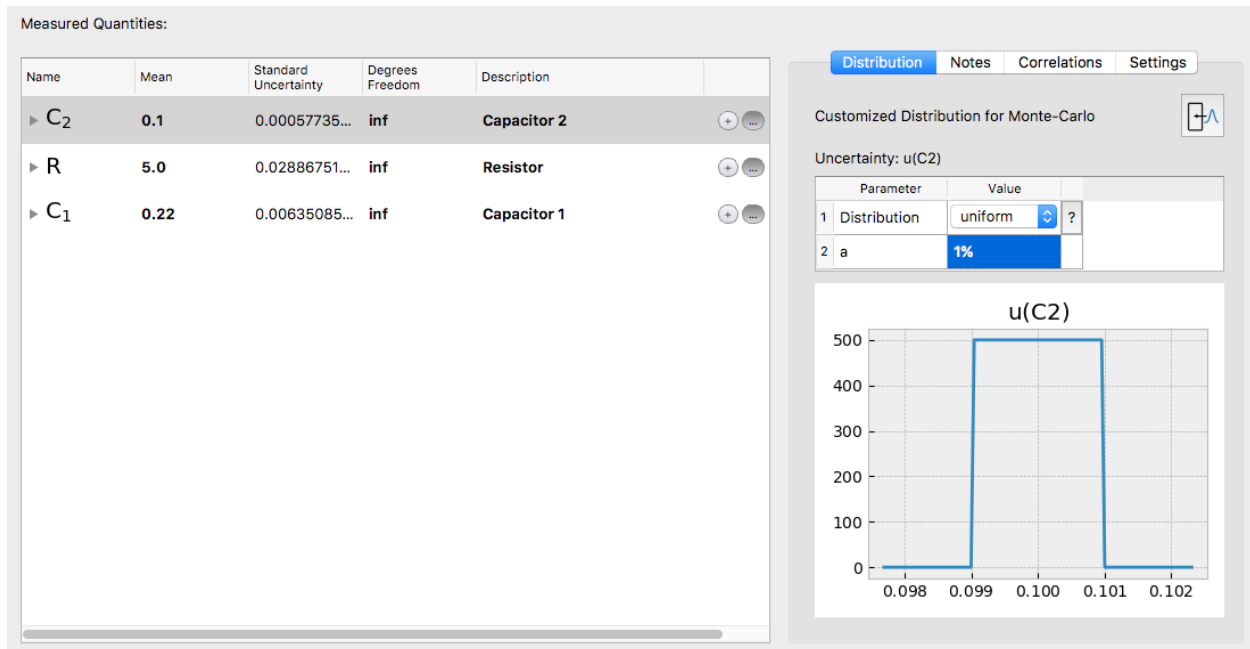 Measured Quantities:
Name Mean Standard Uncertainty Degrees Freedom Description
C2 0.1 0.00057735... inf Capacitor 2 + ...
R 5.0 0.02886751... inf Resistor + ...
C1 0.22 0.00635085... inf Capacitor 1 + ...
Distribution Notes Correlations Settings
Customized Distribution for Monte-Carlo
Uncertainty: u(C2)
Parameter Value
1 Distribution uniform ?
2 a 1%
u(C2)
500
400
300
200
100
0
0.098 0.099 0.100 0.101 0.102